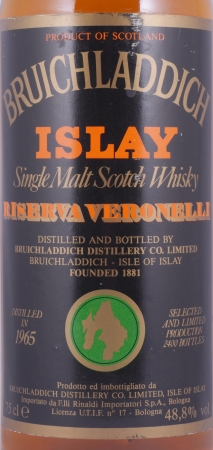 PRODUCT OF SCOTLAND
BRUICHLADDICH
ISLAY
Single Malt Scotch Whisky
RISERVA VERONELLI
DISTILLED AND BOTTLED BY
BRUICHLADDICH DISTILLERY CO. LIMITED
BRUICHLADDICH - ISLE OF ISLAY
FOUNDED 1881
DISTILLED
IN
1965
SELECTED
AND LIMITED
PRODUCTION
2400 BOTTLES
Prodotto ed imbottigliato da
BRUICHLADDICH DISTILLERY CO. LIMITED, ISLE OF ISLAY
Importato da F.lli Rinaldi Importatori S.p.A., Bologna
75 cl e
Licenza U.T.I.F. n° 17 - Bologna
48,8% vol